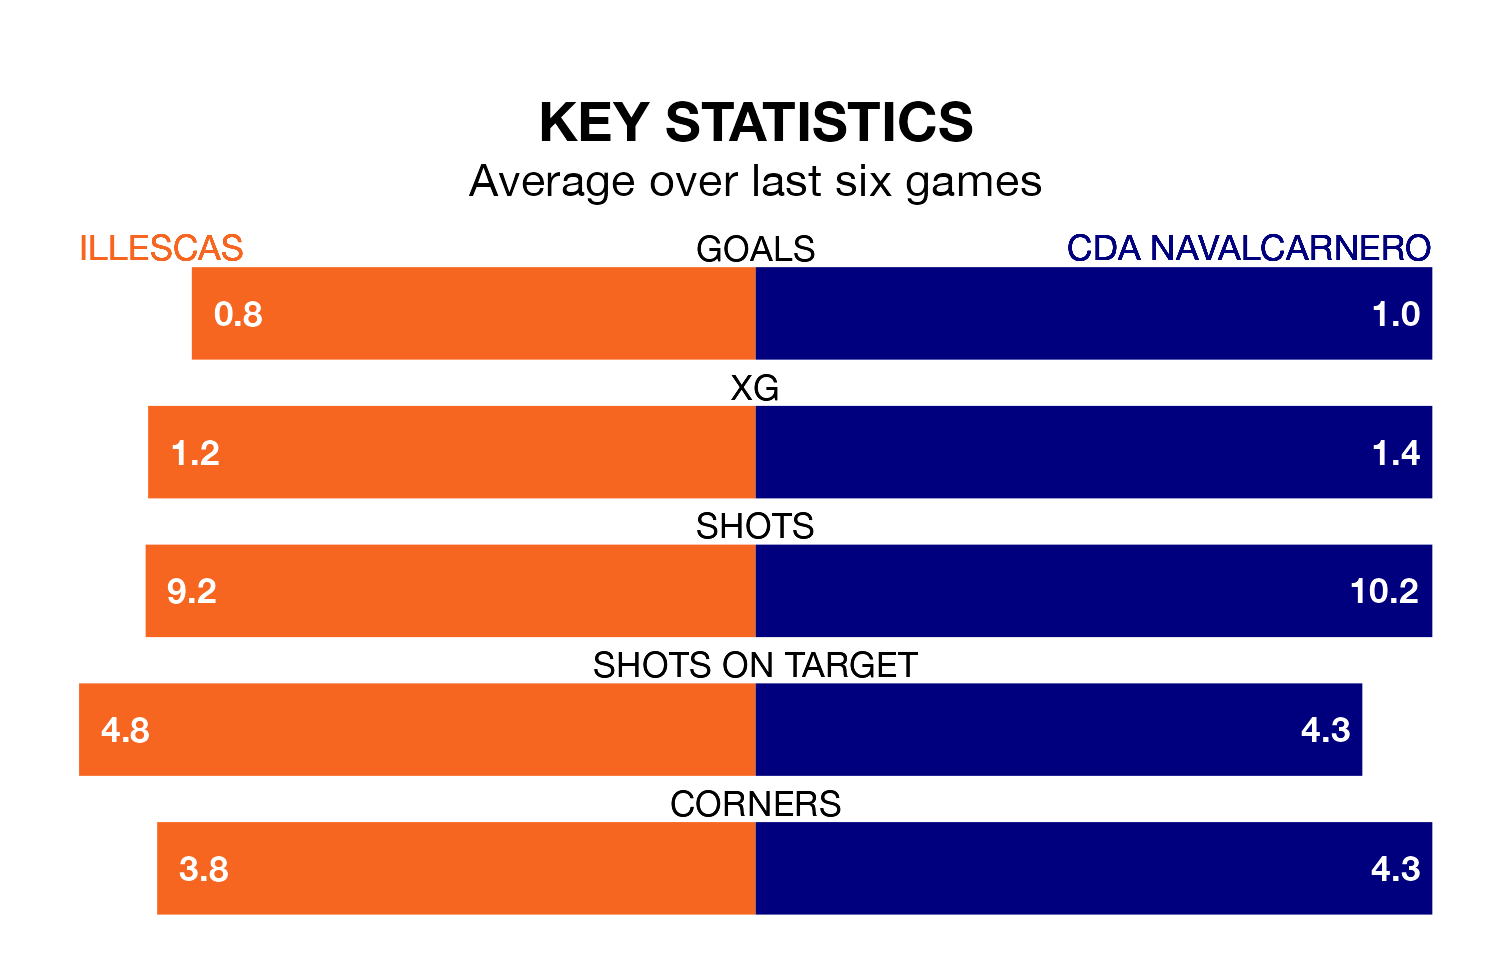 KEY STATISTICS
Average over last six games
ILLESCAS GOALS CDA NAVALCARNERO
0.8 1.0
XG
1.2 1.4
SHOTS
9.2 10.2
SHOTS ON TARGET
4.8 4.3
CORNERS
3.8 4.3